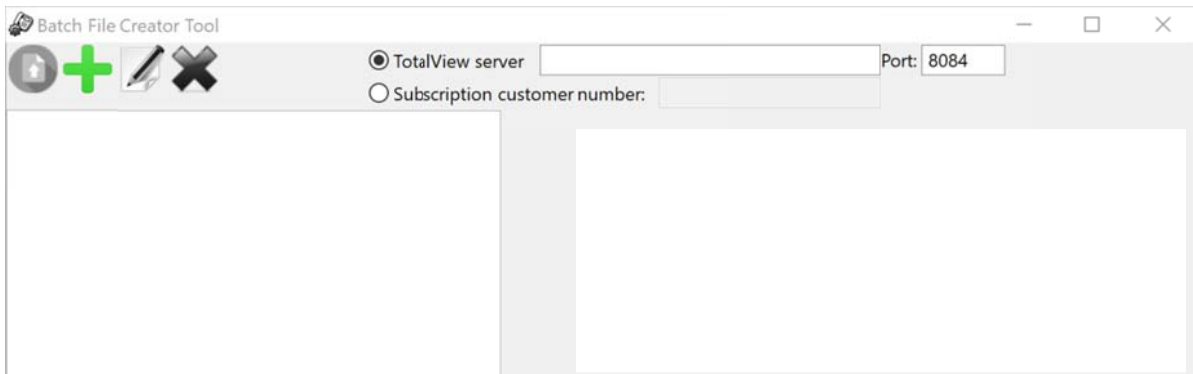 Batch File Creator Tool
TotalView server Port: 8084
Subscription customer number: